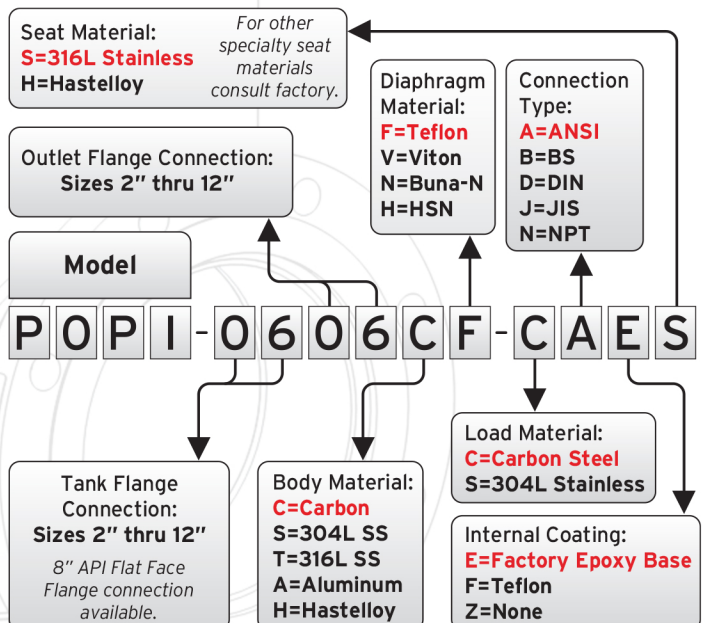 Seat Material:
S=316L Stainless
H=Hastelloy
For other
specialty seat
materials
consult factory.
Diaphragm
Material:
F=Teflon
V=Viton
N=Buna-N
H=HSN
Connection
Type:
A=ANSI
B=BS
D=DIN
J=JIS
N=NPT
Outlet Flange Connection:
Sizes 2” thru 12”
Model
POPI-0606CF-CAES
Tank Flange
Connection:
Sizes 2” thru 12”
8” API Flat Face
Flange connection
available.
Body Material:
C=Carbon
S=304L SS
T=316L SS
A=Aluminum
H=Hastelloy
Load Material:
C=Carbon Steel
S=304L Stainless
Internal Coating:
E=Factory Epoxy Base
F=Teflon
Z=None